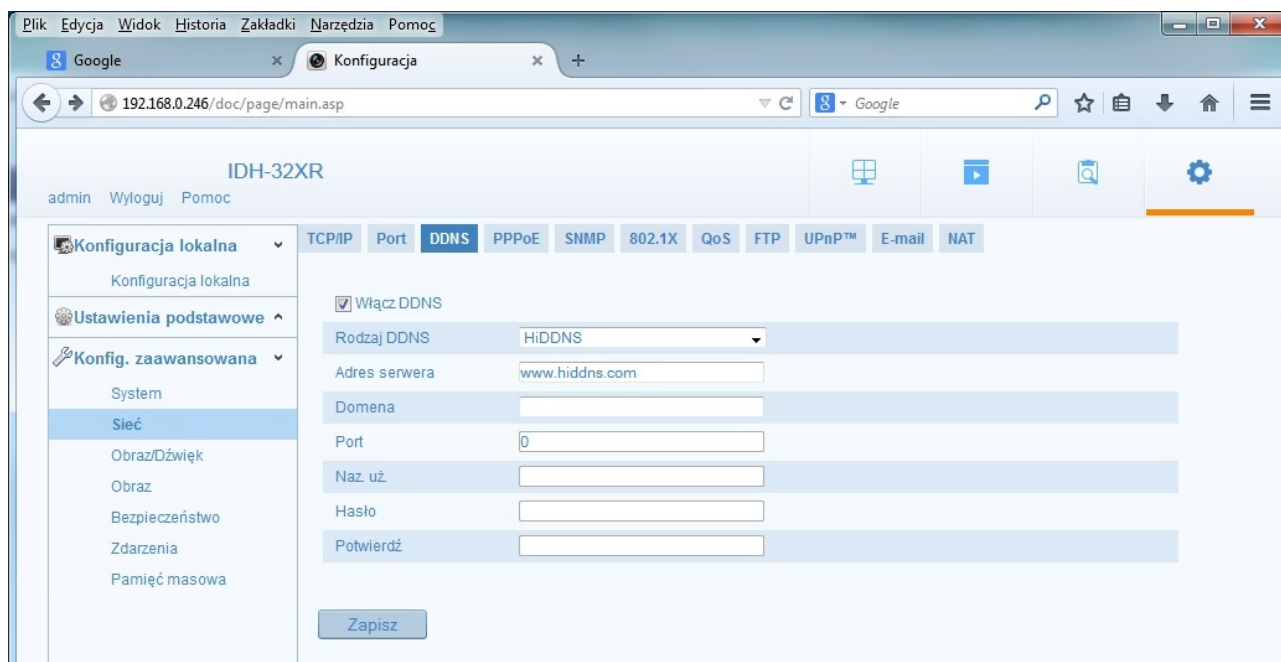 Plik Edycja Widok Historia Zakładki Narzędzia Pomoc
Google Konfiguracja
192.168.0.246/doc/page/main.asp Google
IDH-32XR
admin Wyloguj Pomoc
Konfiguracja lokalna
Konfiguracja lokalna
Ustawienia podstawowe
Konfig. zaawansowana
System
Sieć
Obraz/Dźwięk
Obraz
Bezpieczeństwo
Zdarzenia
Pamięć masowa
TCP/IP Port DDNS PPPoE SNMP 802.1X QoS FTP UPnP™ E-mail NAT
Włącz DDNS
Rodzaj DDNS HiDDNS
Adres serwera www.hiddns.com
Domena
Port 0
Naz. uż.
Hasło
Potwierdź
Zapisz